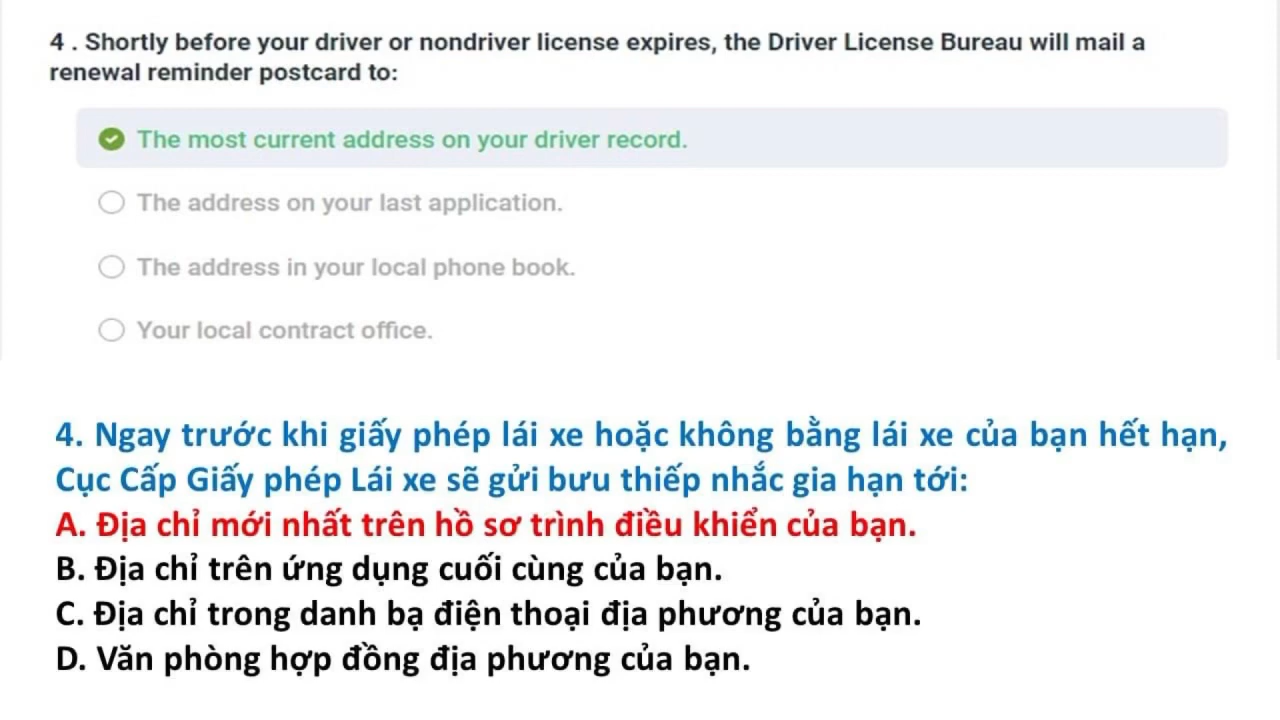 4 . Shortly before your driver or nondriver license expires, the Driver License Bureau will mail a
renewal reminder postcard to:
The most current address on your driver record.
The address on your last application.
The address in your local phone book.
Your local contract office.
4. Ngay trước khi giấy phép lái xe hoặc không bằng lái xe của bạn hết hạn,
Cục Cấp Giấy phép Lái xe sẽ gửi bưu thiếp nhắc gia hạn tới:
A. Địa chỉ mới nhất trên hồ sơ trình điều khiển của bạn.
B. Địa chỉ trên ứng dụng cuối cùng của bạn.
C. Địa chỉ trong danh bạ điện thoại địa phương của bạn.
D. Văn phòng hợp đồng địa phương của bạn.